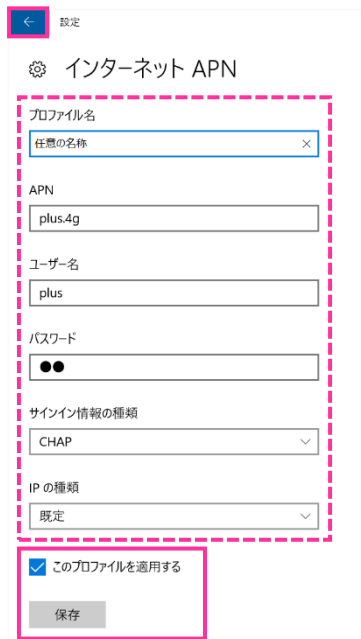 設定
インターネット APN
プロファイル名
任意の名称
APN
plus.4g
ユーザー名
plus
パスワード
●●
サインイン情報の種類
CHAP
IP の種類
既定
このプロファイルを適用する
保存